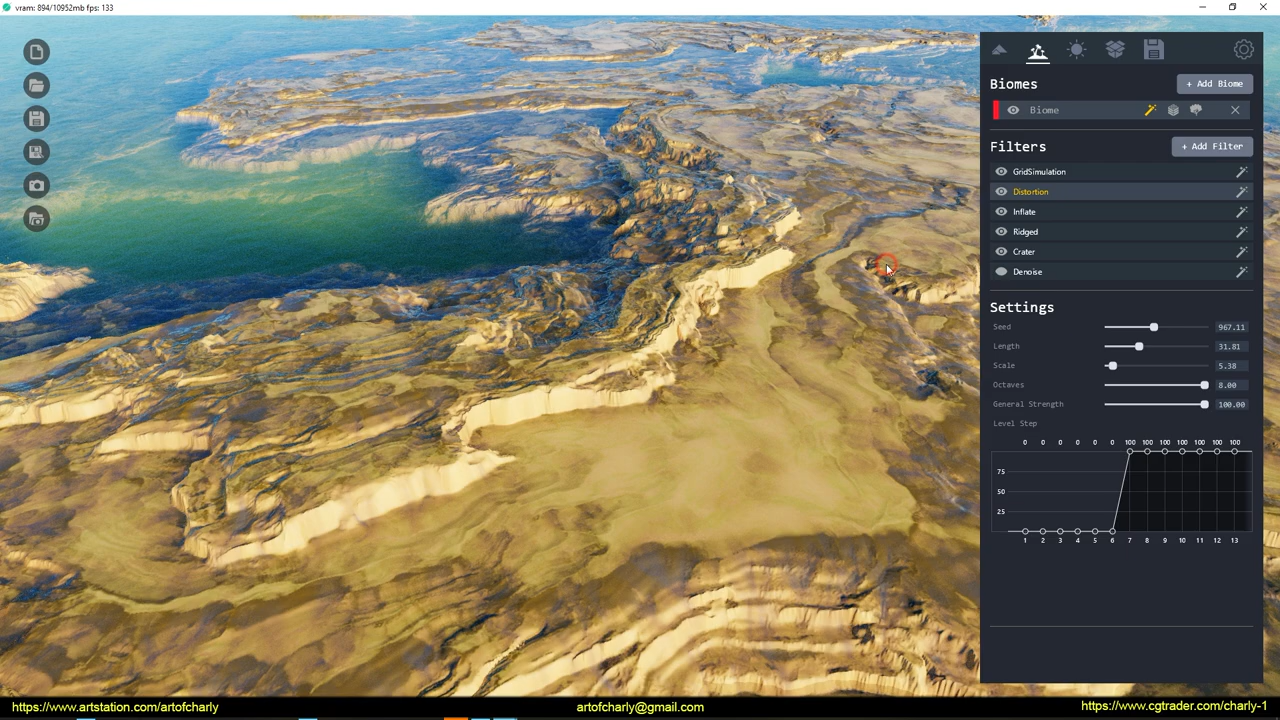 vram: 894/10952mb fps: 133
Biomes
+ Add Biome
Biome
Filters
+ Add Filter
GridSimulation
Distortion
Inflate
Ridged
Crater
Denoise
Settings
Seed 967.11
Length 31.81
Scale 5.38
Octaves 8.00
General Strength 100.00
Level Step
0 0 0 0 0 0 100 100 100 100 100 100 100
75
50
25
1 2 3 4 5 6 7 8 9 10 11 12 13
https://www.artstation.com/artofcharly
artofcharly@gmail.com
https://www.cgtrader.com/charly-1